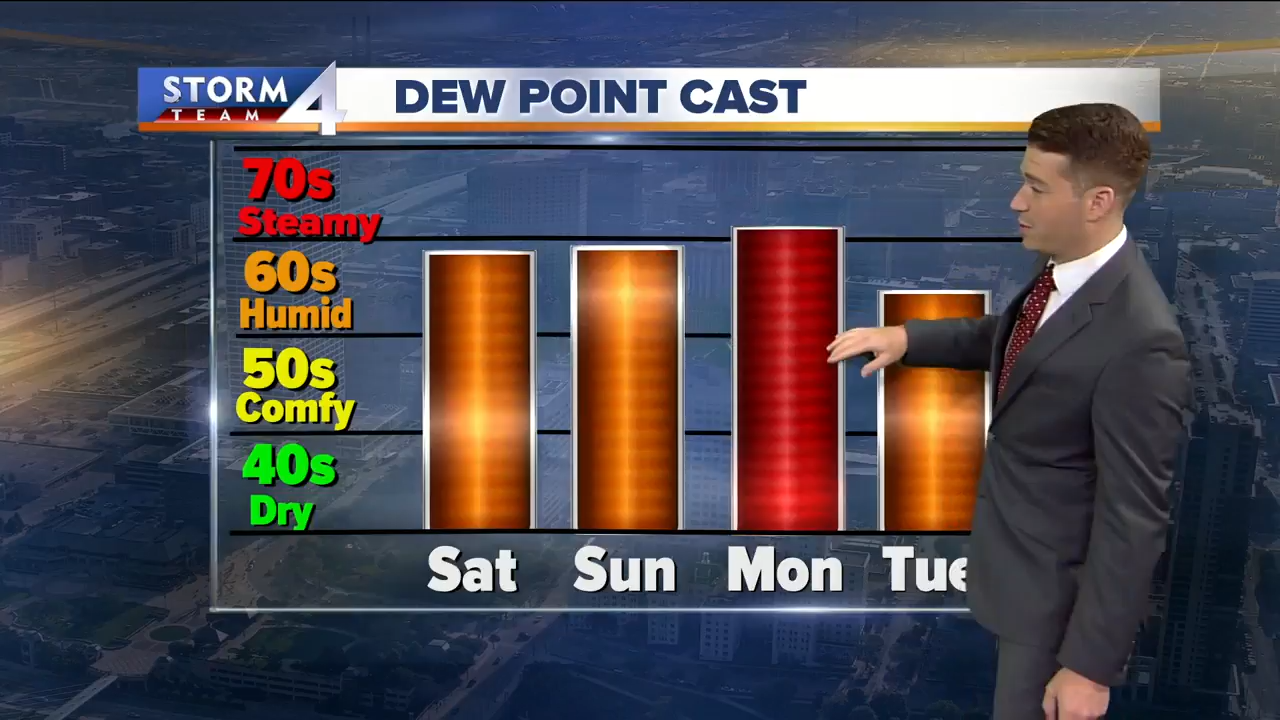 STORM
TEAM 4
DEW POINT CAST
70s
Steamy
60s
Humid
50s
Comfy
40s
Dry
Sat Sun Mon Tue